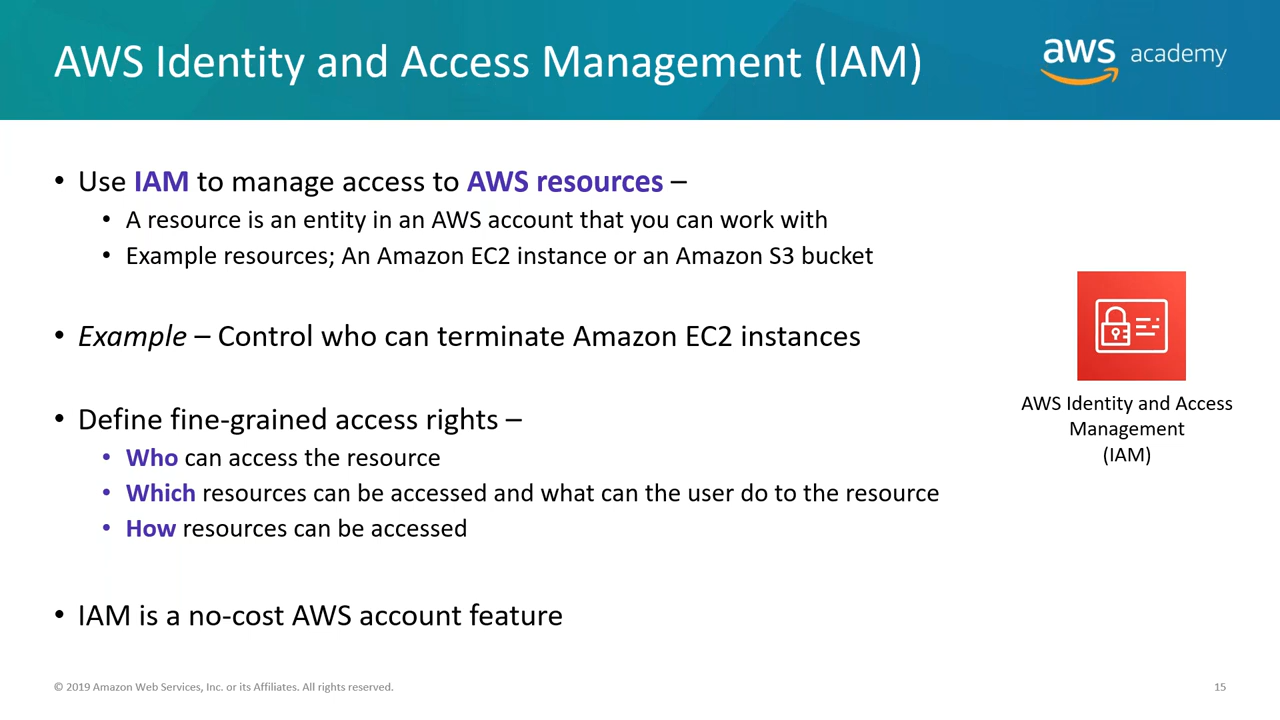 AWS Identity and Access Management (IAM)
aws academy
• Use IAM to manage access to AWS resources –
• A resource is an entity in an AWS account that you can work with
• Example resources; An Amazon EC2 instance or an Amazon S3 bucket
• Example – Control who can terminate Amazon EC2 instances
• Define fine-grained access rights –
• Who can access the resource
• Which resources can be accessed and what can the user do to the resource
• How resources can be accessed
• IAM is a no-cost AWS account feature
AWS Identity and Access
Management
(IAM)
© 2019 Amazon Web Services, Inc. or its Affiliates. All rights reserved.
15